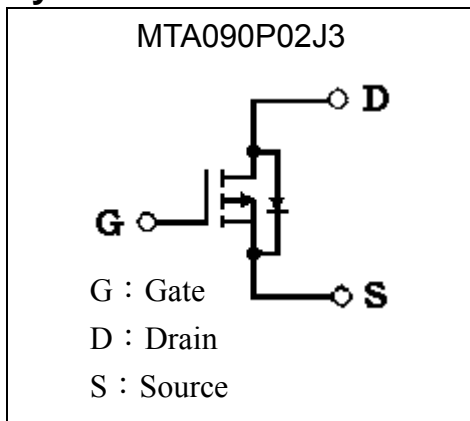 MTA090P02J3
D
G
S
G：Gate
D：Drain
S：Source